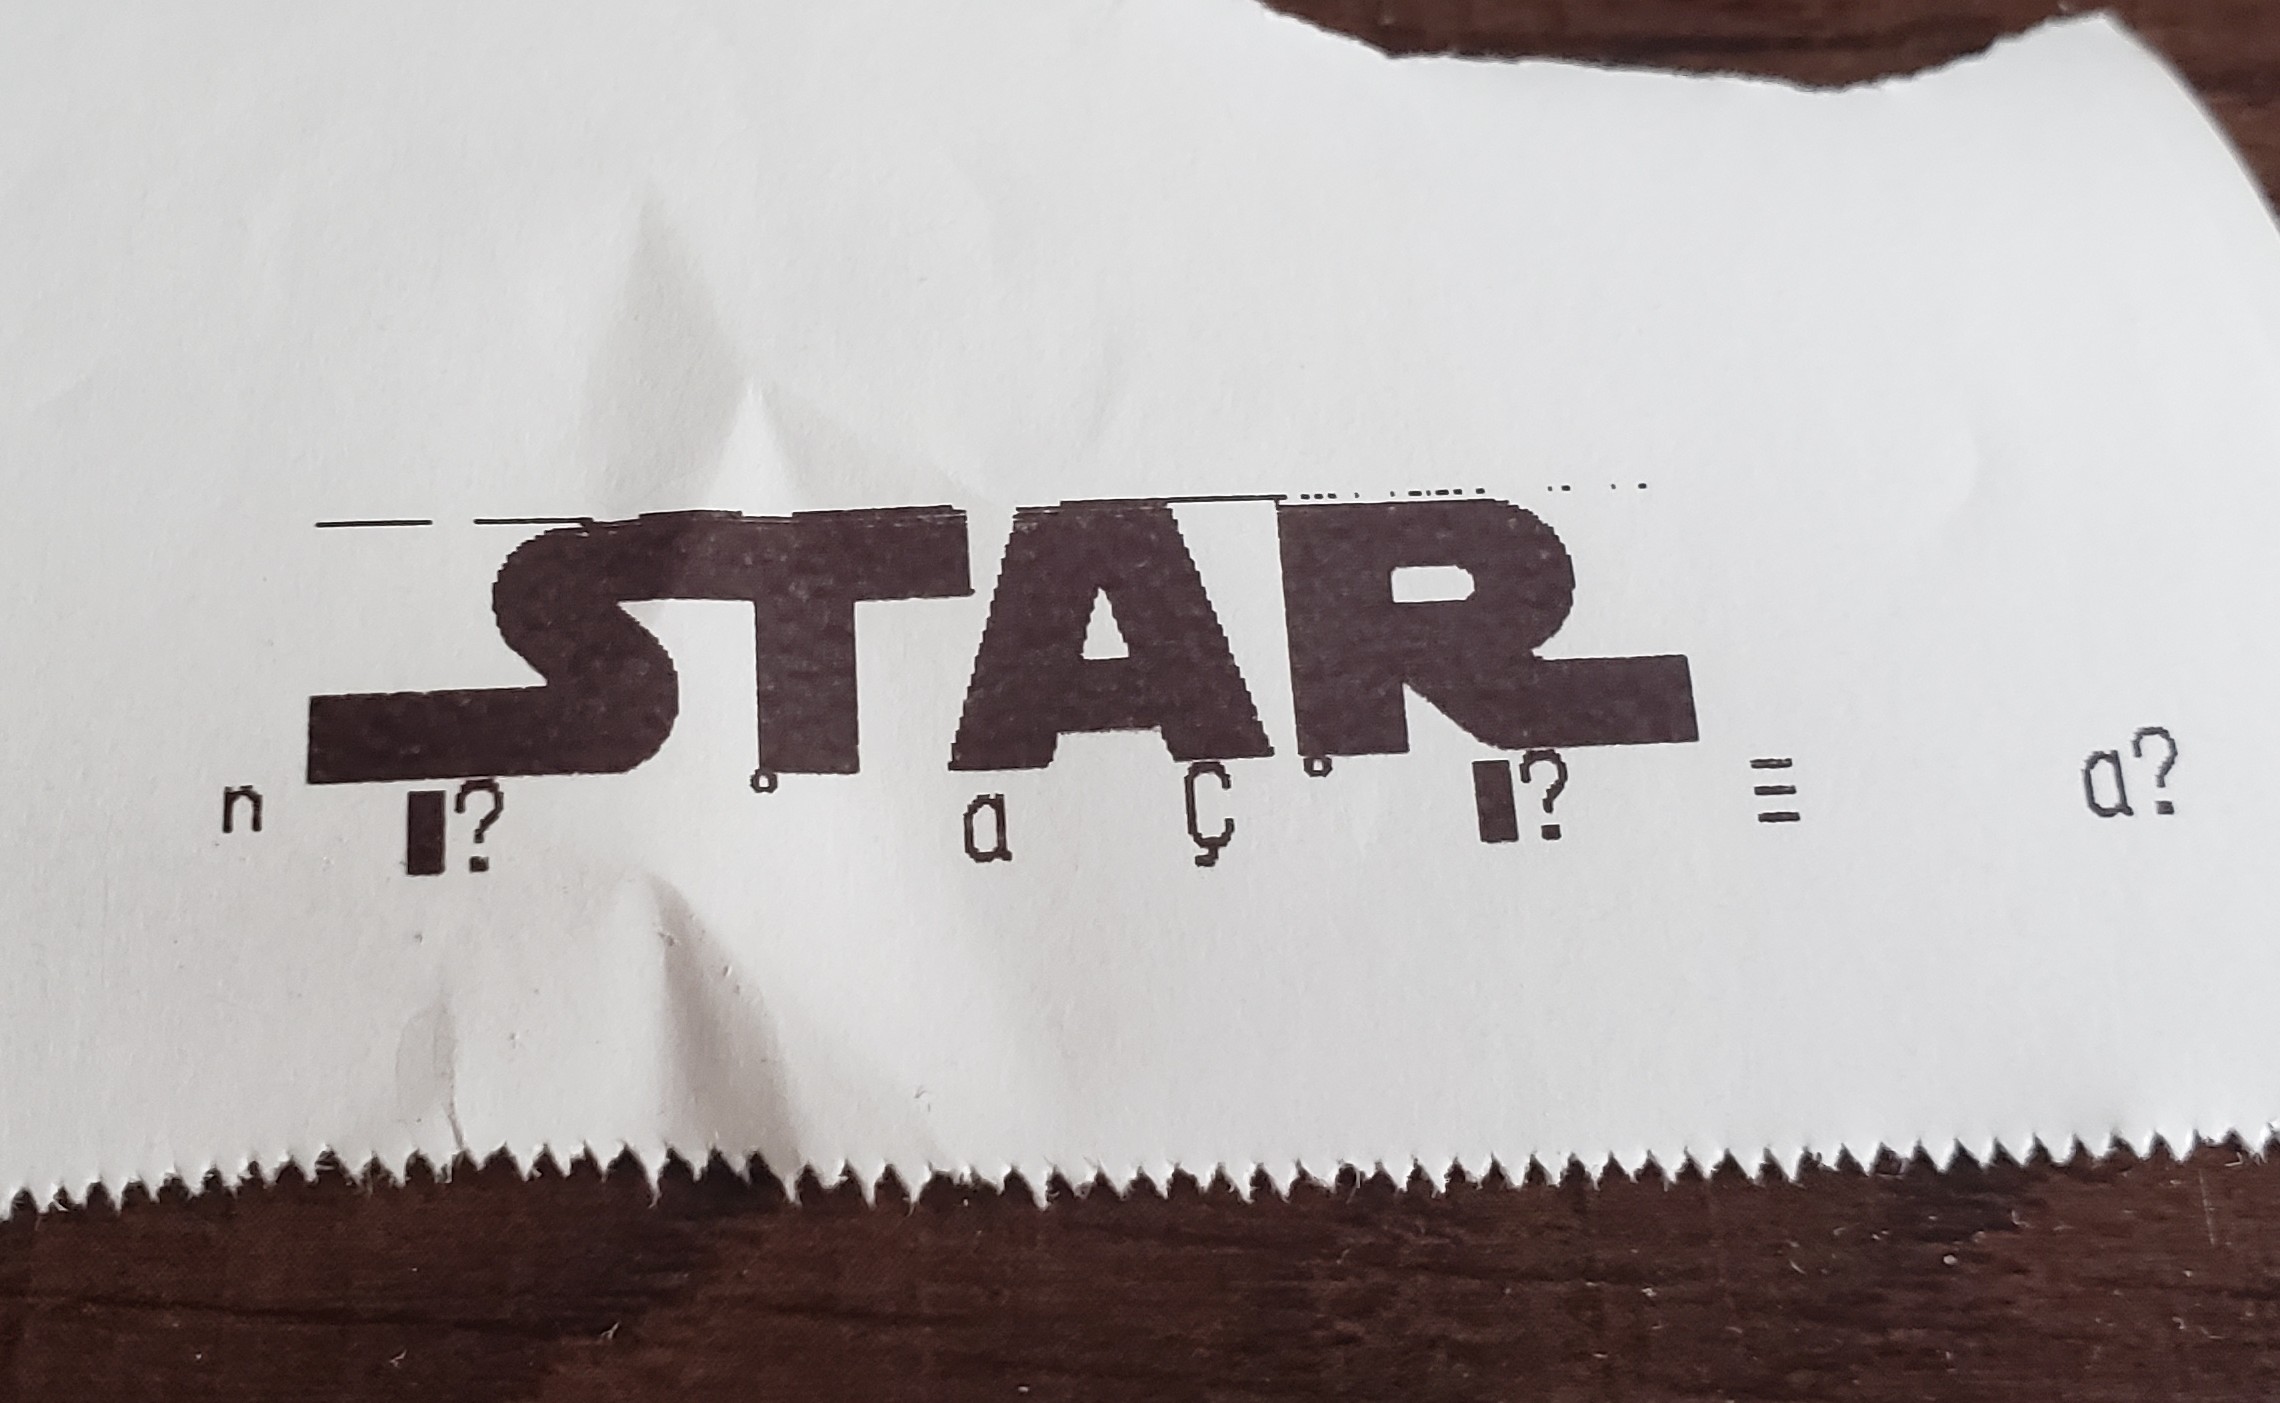 STAR
n █? ° a Ç ° █? ≡ a?